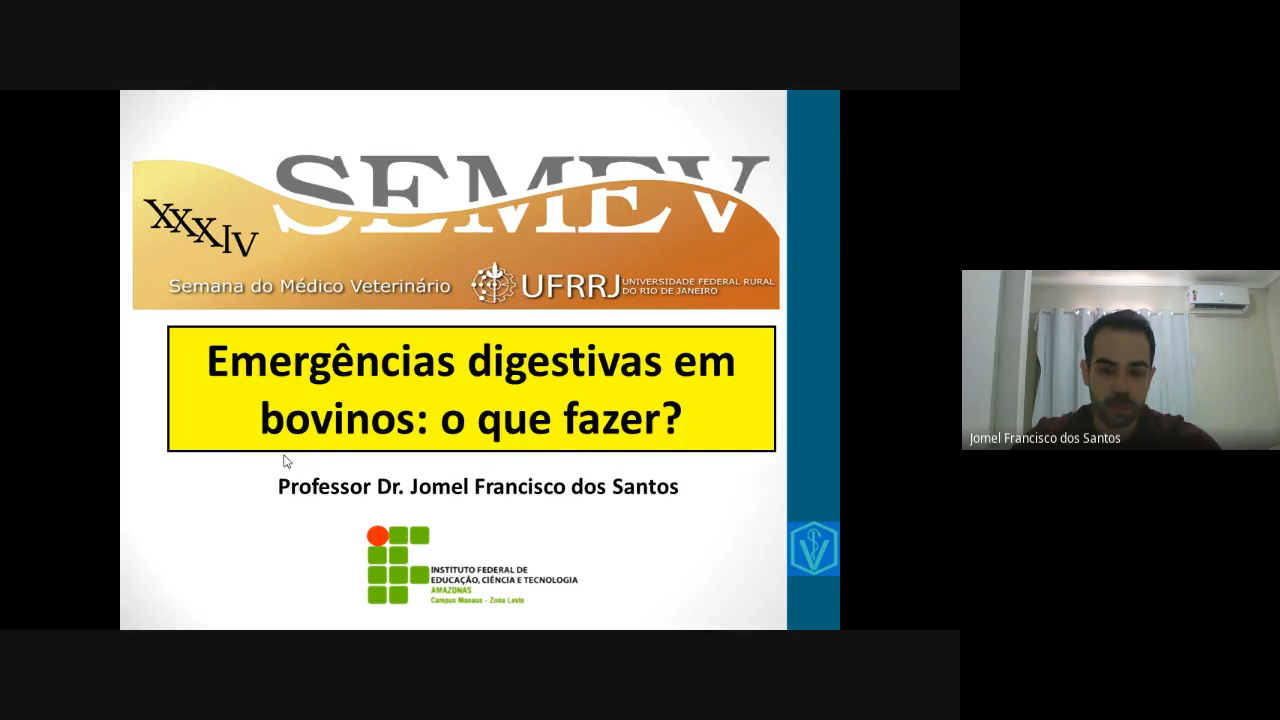 SEMEV
XXXIV
Semana do Médico Veterinário
UFRRJ
UNIVERSIDADE FEDERAL RURAL
DO RIO DE JANEIRO
Emergências digestivas em
bovinos: o que fazer?
Professor Dr. Jomel Francisco dos Santos
INSTITUTO FEDERAL DE
EDUCAÇÃO, CIÊNCIA E TECNOLOGIA
AMAZONAS
Campus Manaus - Zona Leste
V
Jomel Francisco dos Santos